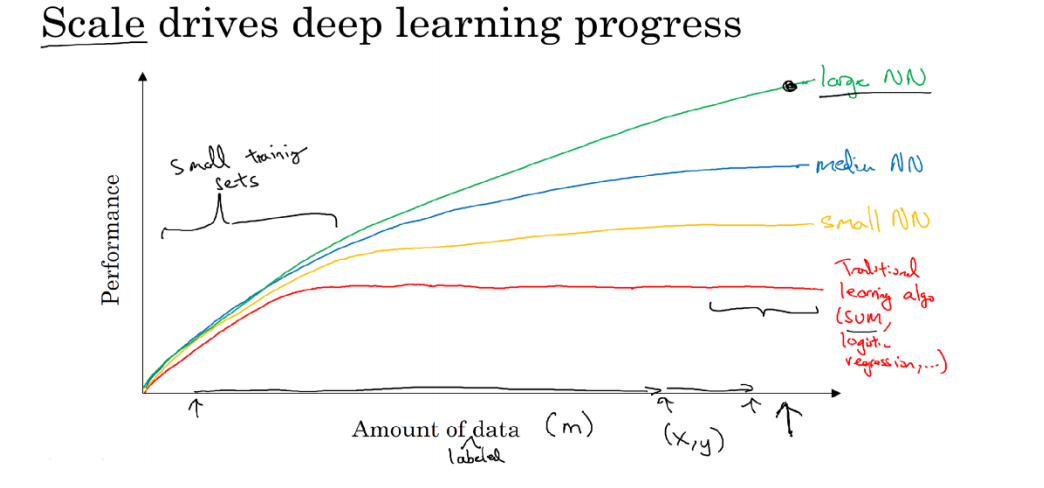 Scale drives deep learning progress
large NN
small training
sets
medium NN
small NN
Traditional
learning algo
(SVM,
logistic
regression,...)
Performance
Amount of data (m)
labeled
(x,y)